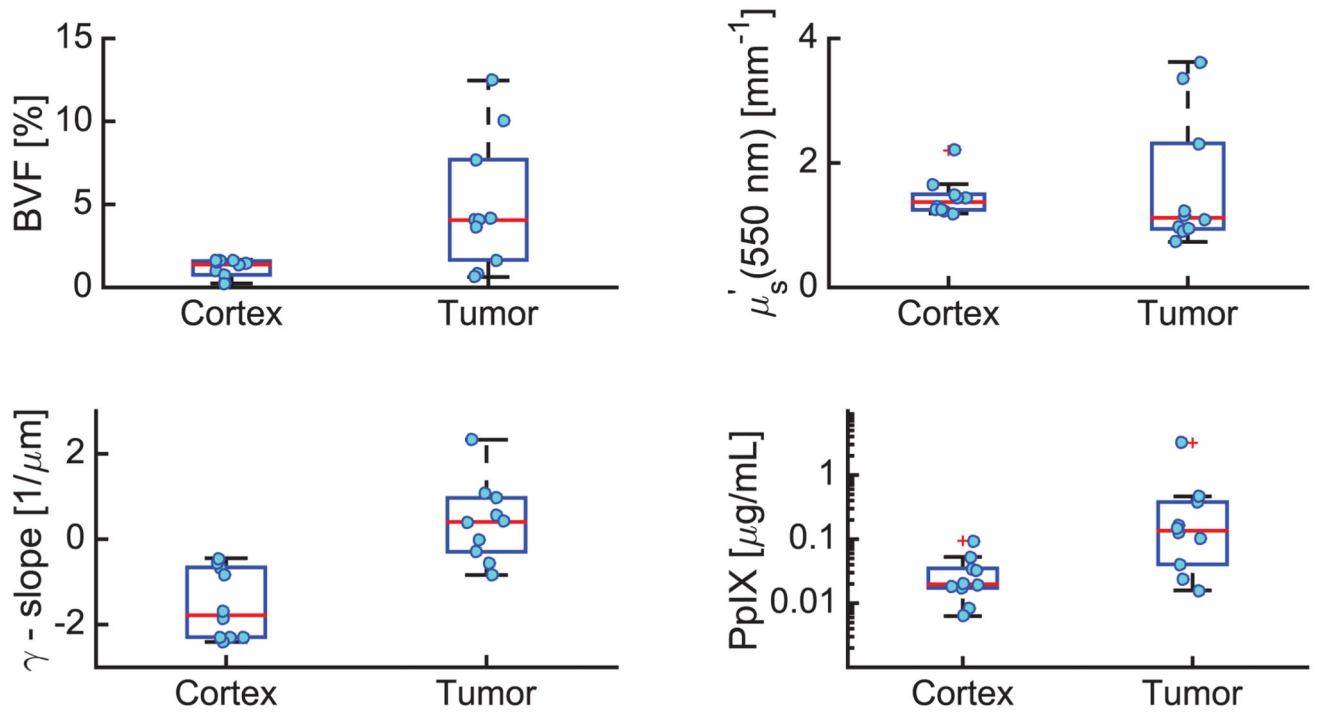 BVF [%]
15
10
5
0
Cortex Tumor
μs'(550 nm) [mm-1]
4
2
0
Cortex Tumor
γ - slope [1/μm]
2
0
-2
Cortex Tumor
PpIX [μg/mL]
1
0.1
0.01
Cortex Tumor